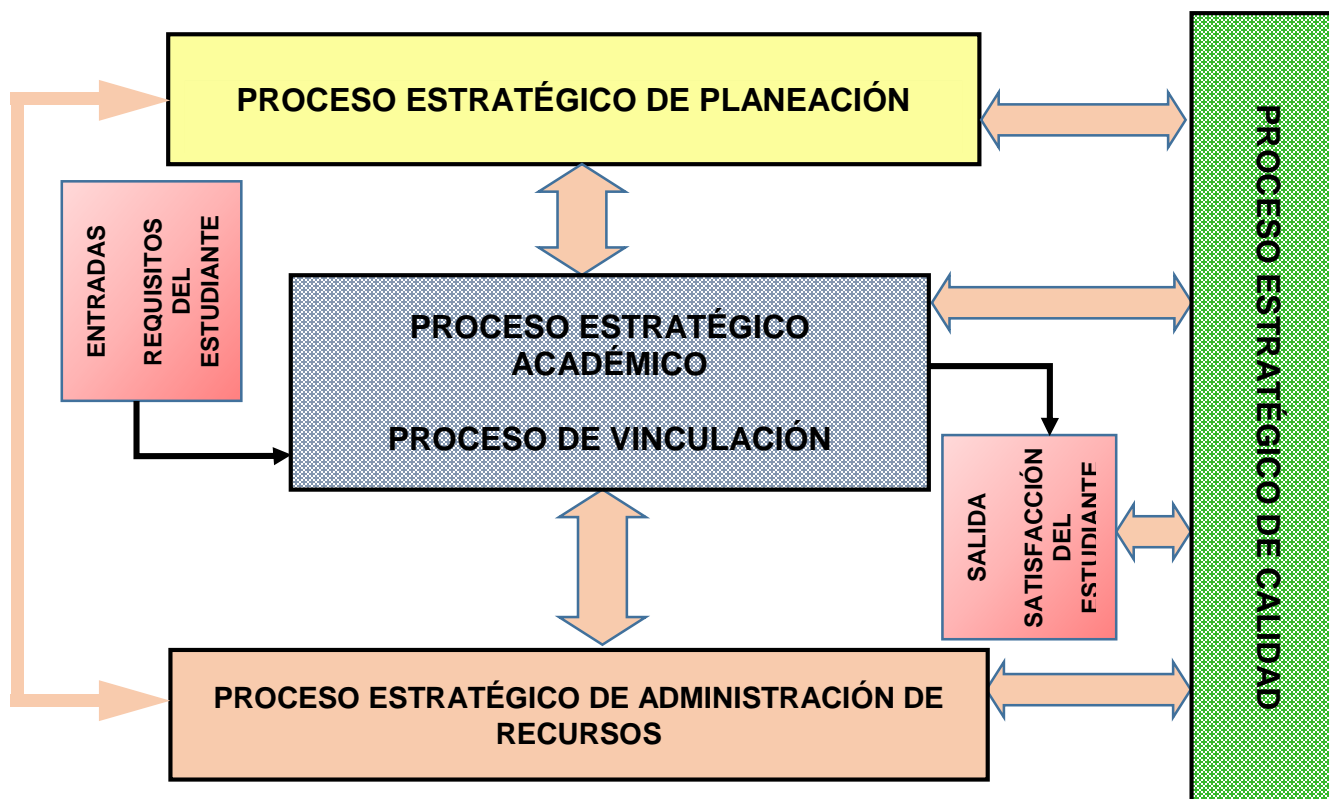 PROCESO ESTRATÉGICO DE PLANEACIÓN
ENTRADAS
REQUISITOS
DEL
ESTUDIANTE
PROCESO ESTRATÉGICO
ACADÉMICO
PROCESO DE VINCULACIÓN
SALIDA
SATISFACCIÓN
DEL
ESTUDIANTE
PROCESO ESTRATÉGICO DE ADMINISTRACIÓN DE
RECURSOS
PROCESO ESTRATÉGICO DE CALIDAD